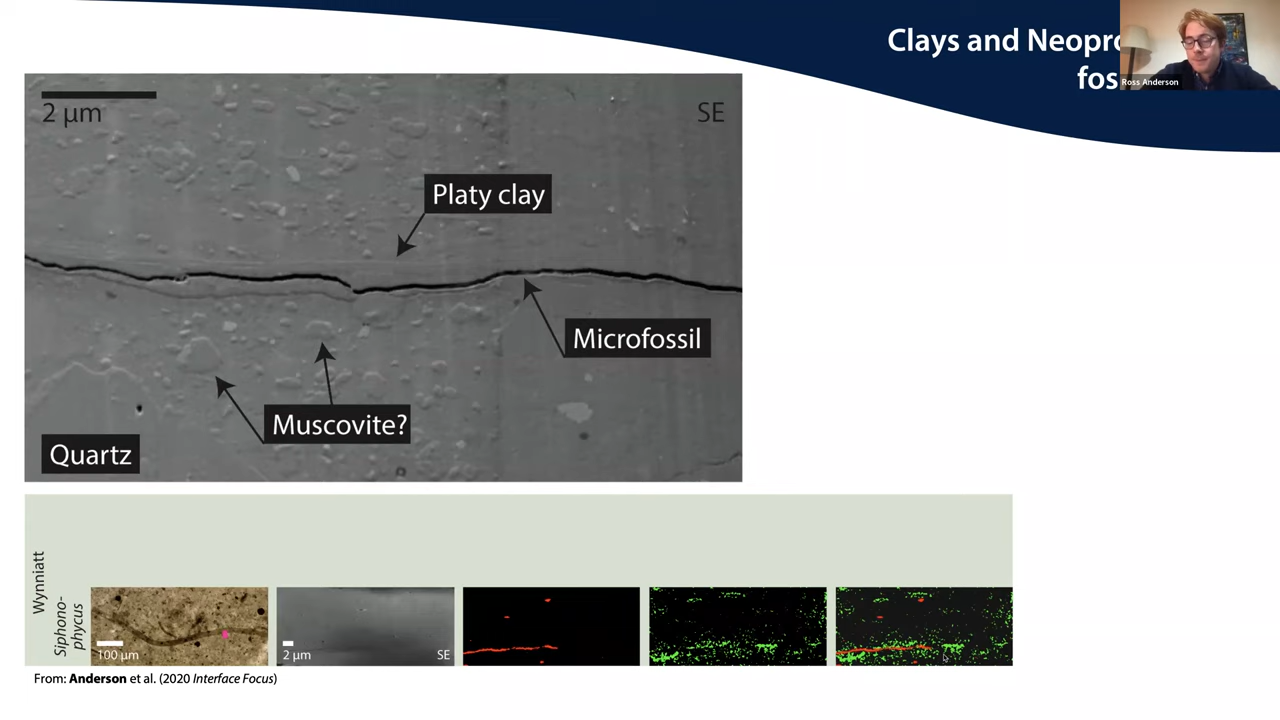 Clays and Neopro
fos
Ross Anderson
2 µm
SE
Platy clay
Microfossil
Muscovite?
Quartz
Wynniatt
Siphono-
phycus
100 µm
2 µm
SE
From: Anderson et al. (2020 Interface Focus)